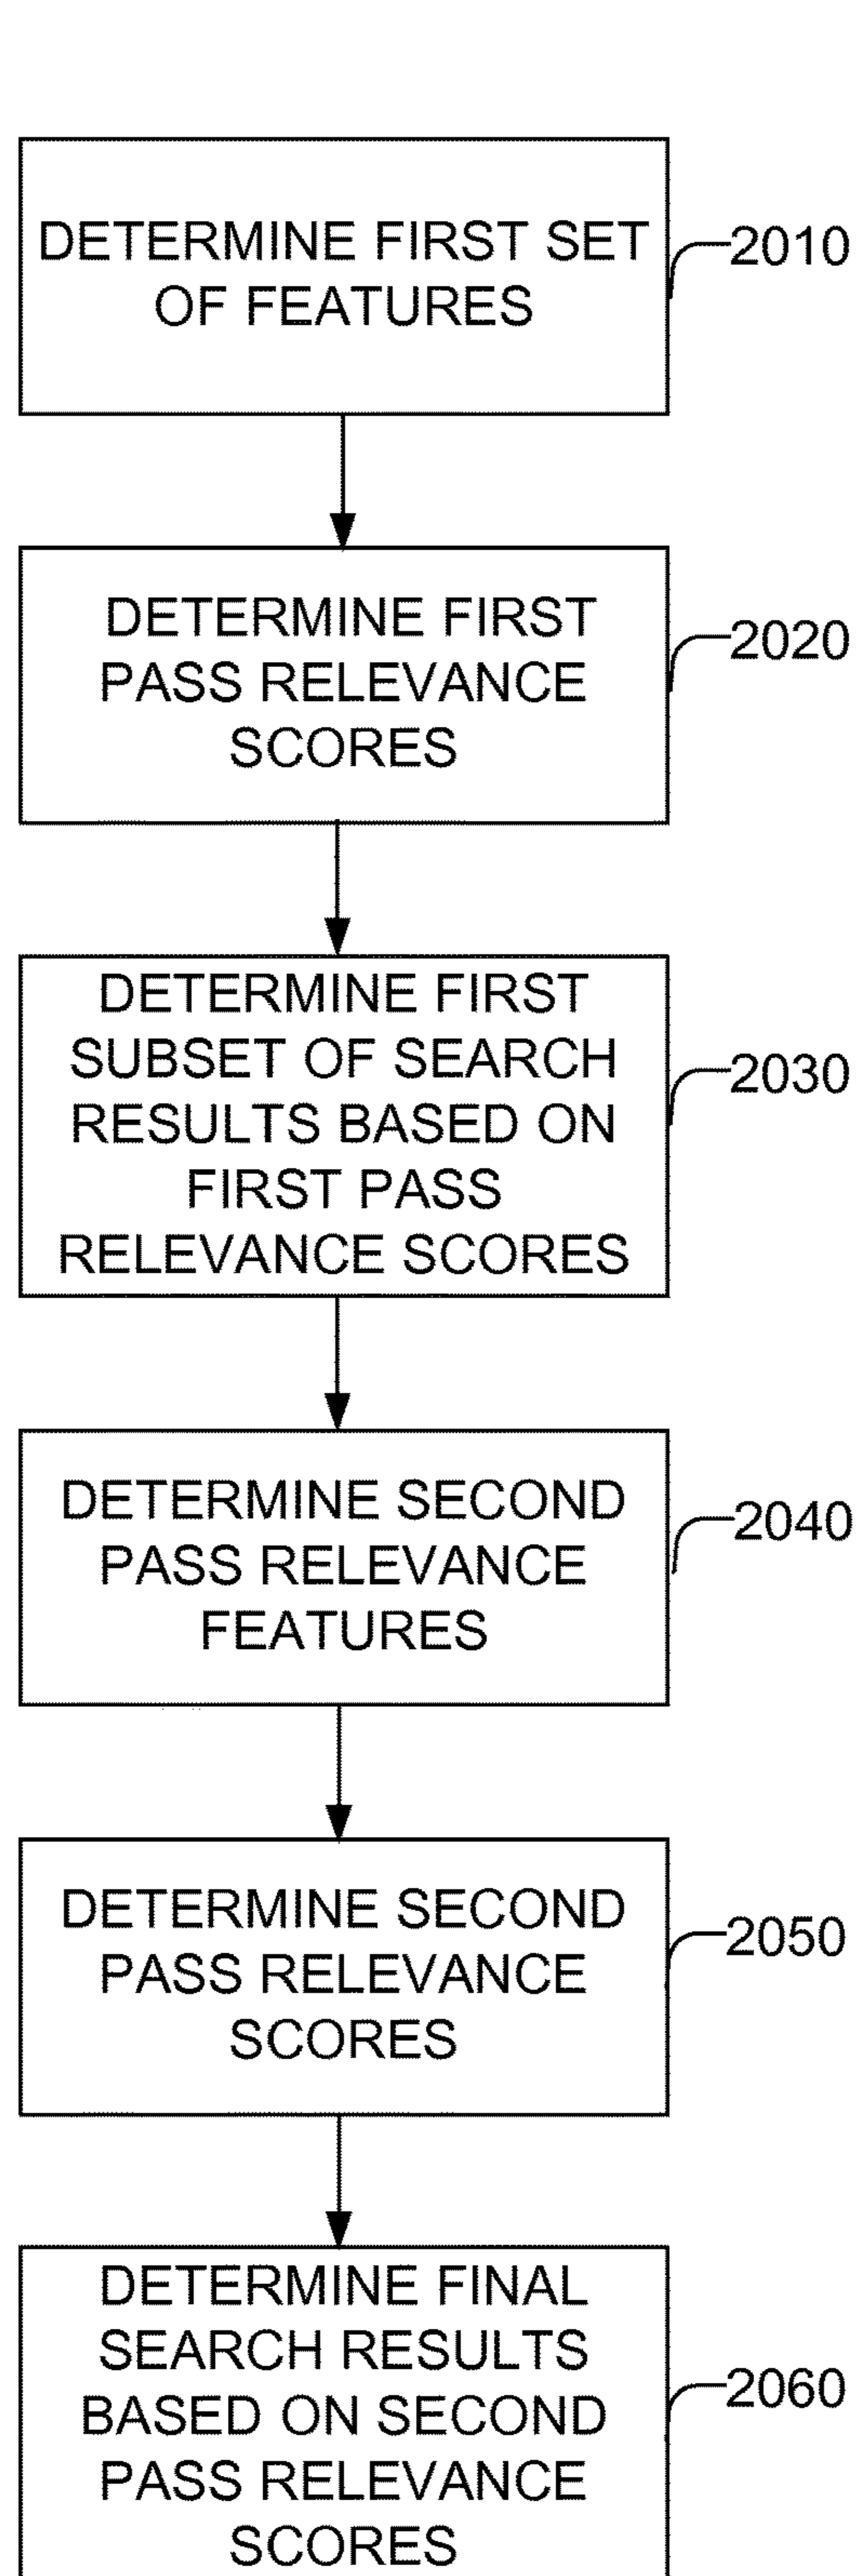 DETERMINE FIRST SET
OF FEATURES
2010
DETERMINE FIRST
PASS RELEVANCE
SCORES
2020
DETERMINE FIRST
SUBSET OF SEARCH
RESULTS BASED ON
FIRST PASS
RELEVANCE SCORES
2030
DETERMINE SECOND
PASS RELEVANCE
FEATURES
2040
DETERMINE SECOND
PASS RELEVANCE
SCORES
2050
DETERMINE FINAL
SEARCH RESULTS
BASED ON SECOND
PASS RELEVANCE
SCORES
2060